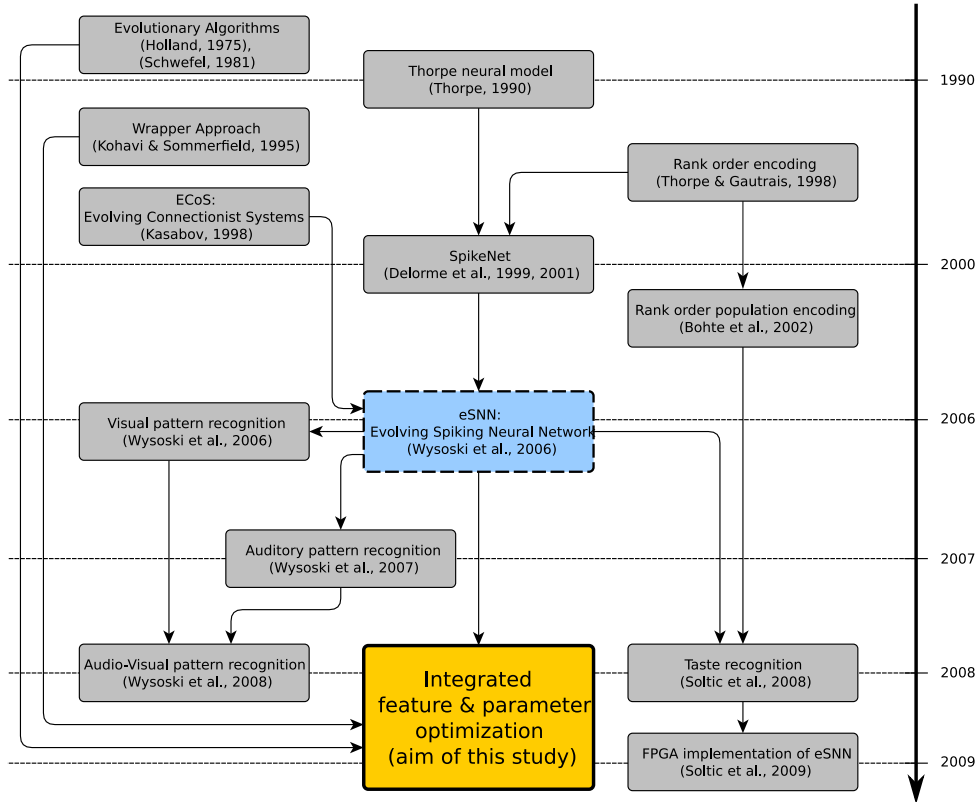 Evolutionary Algorithms
(Holland, 1975),
(Schwefel, 1981)
Thorpe neural model
(Thorpe, 1990)
1990
Wrapper Approach
(Kohavi & Sommerfield, 1995)
Rank order encoding
(Thorpe & Gautrais, 1998)
ECoS:
Evolving Connectionist Systems
(Kasabov, 1998)
SpikeNet
(Delorme et al., 1999, 2001)
2000
Rank order population encoding
(Bohte et al., 2002)
eSNN:
Evolving Spiking Neural Network
(Wysoski et al., 2006)
Visual pattern recognition
(Wysoski et al., 2006)
2006
Auditory pattern recognition
(Wysoski et al., 2007)
2007
Audio-Visual pattern recognition
(Wysoski et al., 2008)
Integrated
feature & parameter
optimization
(aim of this study)
Taste recognition
(Soltic et al., 2008)
2008
FPGA implementation of eSNN
(Soltic et al., 2009)
2009